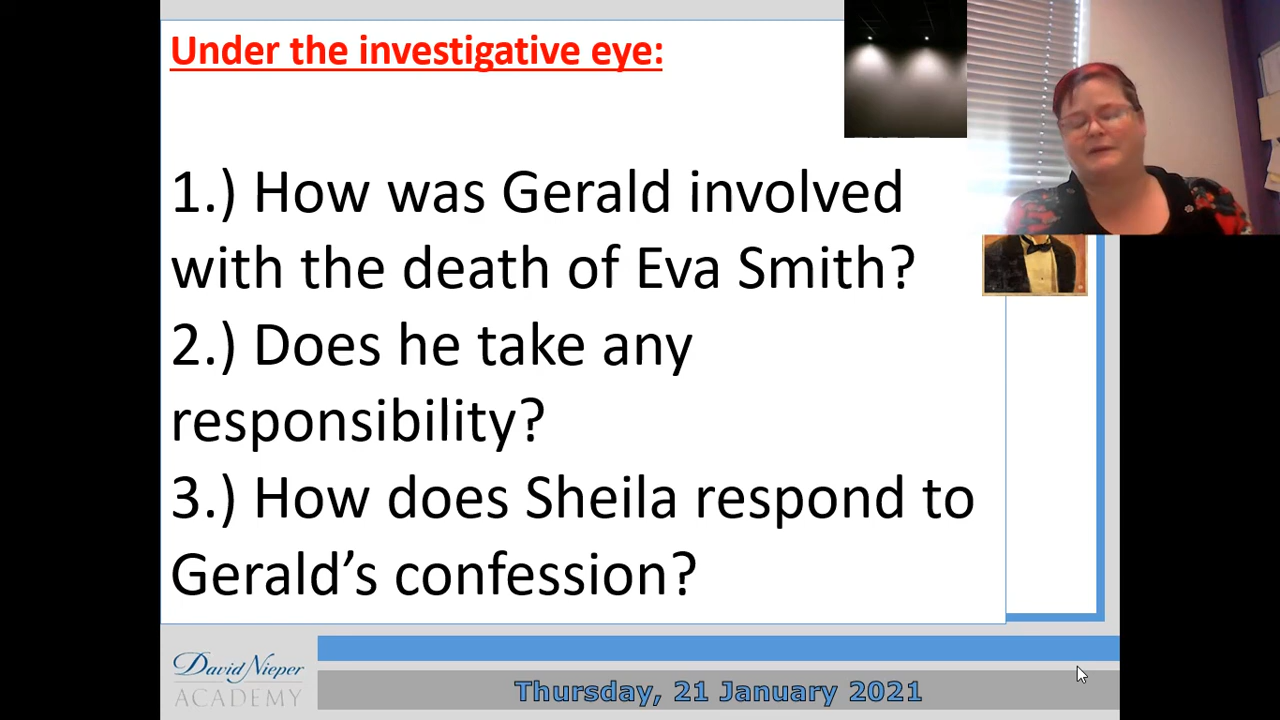 Under the investigative eye:
1.) How was Gerald involved
with the death of Eva Smith?
2.) Does he take any
responsibility?
3.) How does Sheila respond to
Gerald’s confession?
David Nieper
ACADEMY
Thursday, 21 January 2021